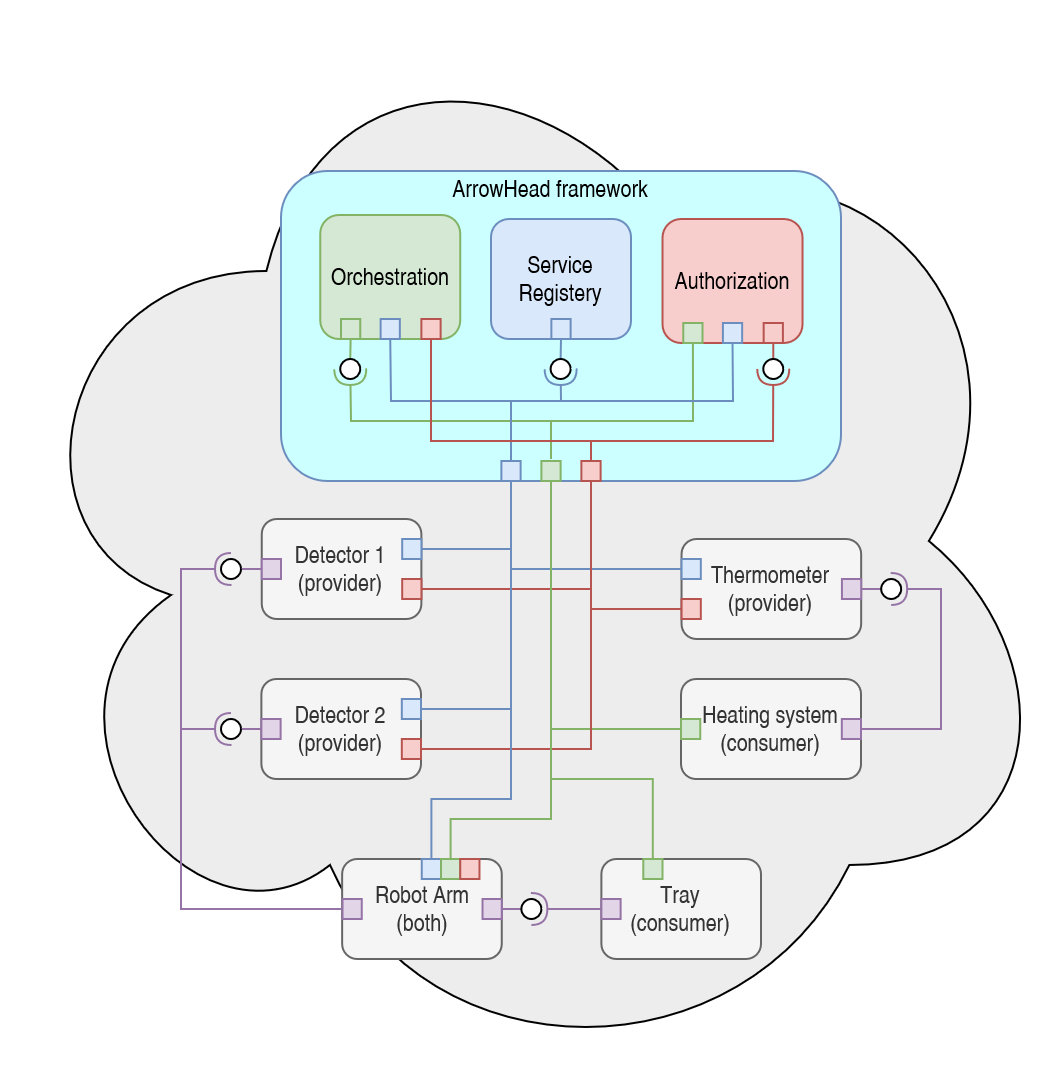 ArrowHead framework
Orchestration
Service
Registery
Authorization
Detector 1
(provider)
Thermometer
(provider)
Detector 2
(provider)
Heating system
(consumer)
Robot Arm
(both)
Tray
(consumer)